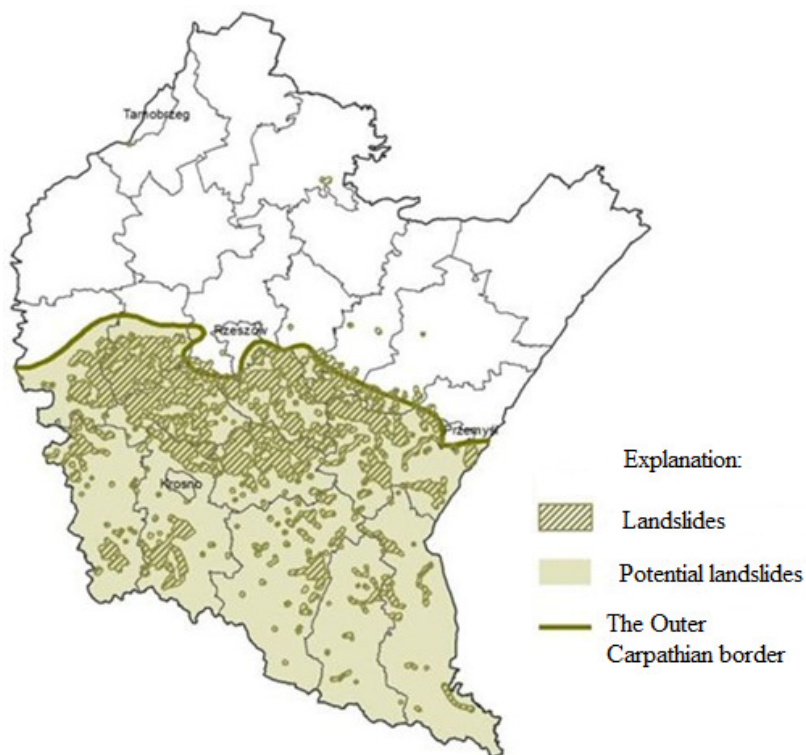 Tarnobrzeg
Rzeszów
Przemyśl
Krosno
Explanation:
Landslides
Potential landslides
The Outer
Carpathian border